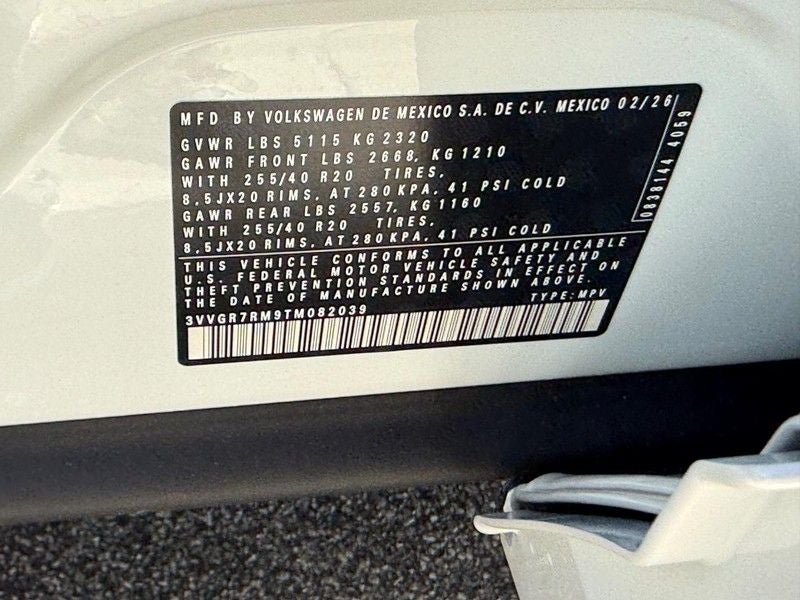 MFD BY VOLKSWAGEN DE MEXICO S.A. DE C.V. MEXICO 02/26
GVWR LBS 5115 KG 2320
GAWR FRONT LBS 2668, KG 1210
WITH 255/40 R20 TIRES,
8,5JX20 RIMS, AT 280 KPA, 41 PSI COLD
GAWR REAR LBS 2557, KG 1160
WITH 255/40 R20 TIRES,
8,5JX20 RIMS, AT 280 KPA, 41 PSI COLD
0838144 4059
THIS VEHICLE CONFORMS TO ALL APPLICABLE
U.S. FEDERAL MOTOR VEHICLE SAFETY AND
THEFT PREVENTION STANDARDS IN EFFECT ON
THE DATE OF MANUFACTURE SHOWN ABOVE.
3VVGR7RM9TM082039 TYPE: MPV